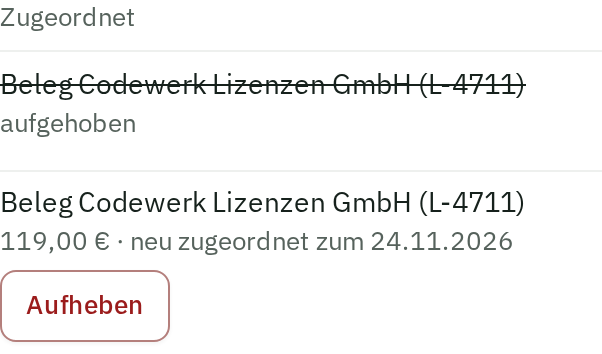 Zugeordnet
Beleg Codewerk Lizenzen GmbH (L-4711)
aufgehoben
Beleg Codewerk Lizenzen GmbH (L-4711)
119,00 € · neu zugeordnet zum 24.11.2026
Aufheben